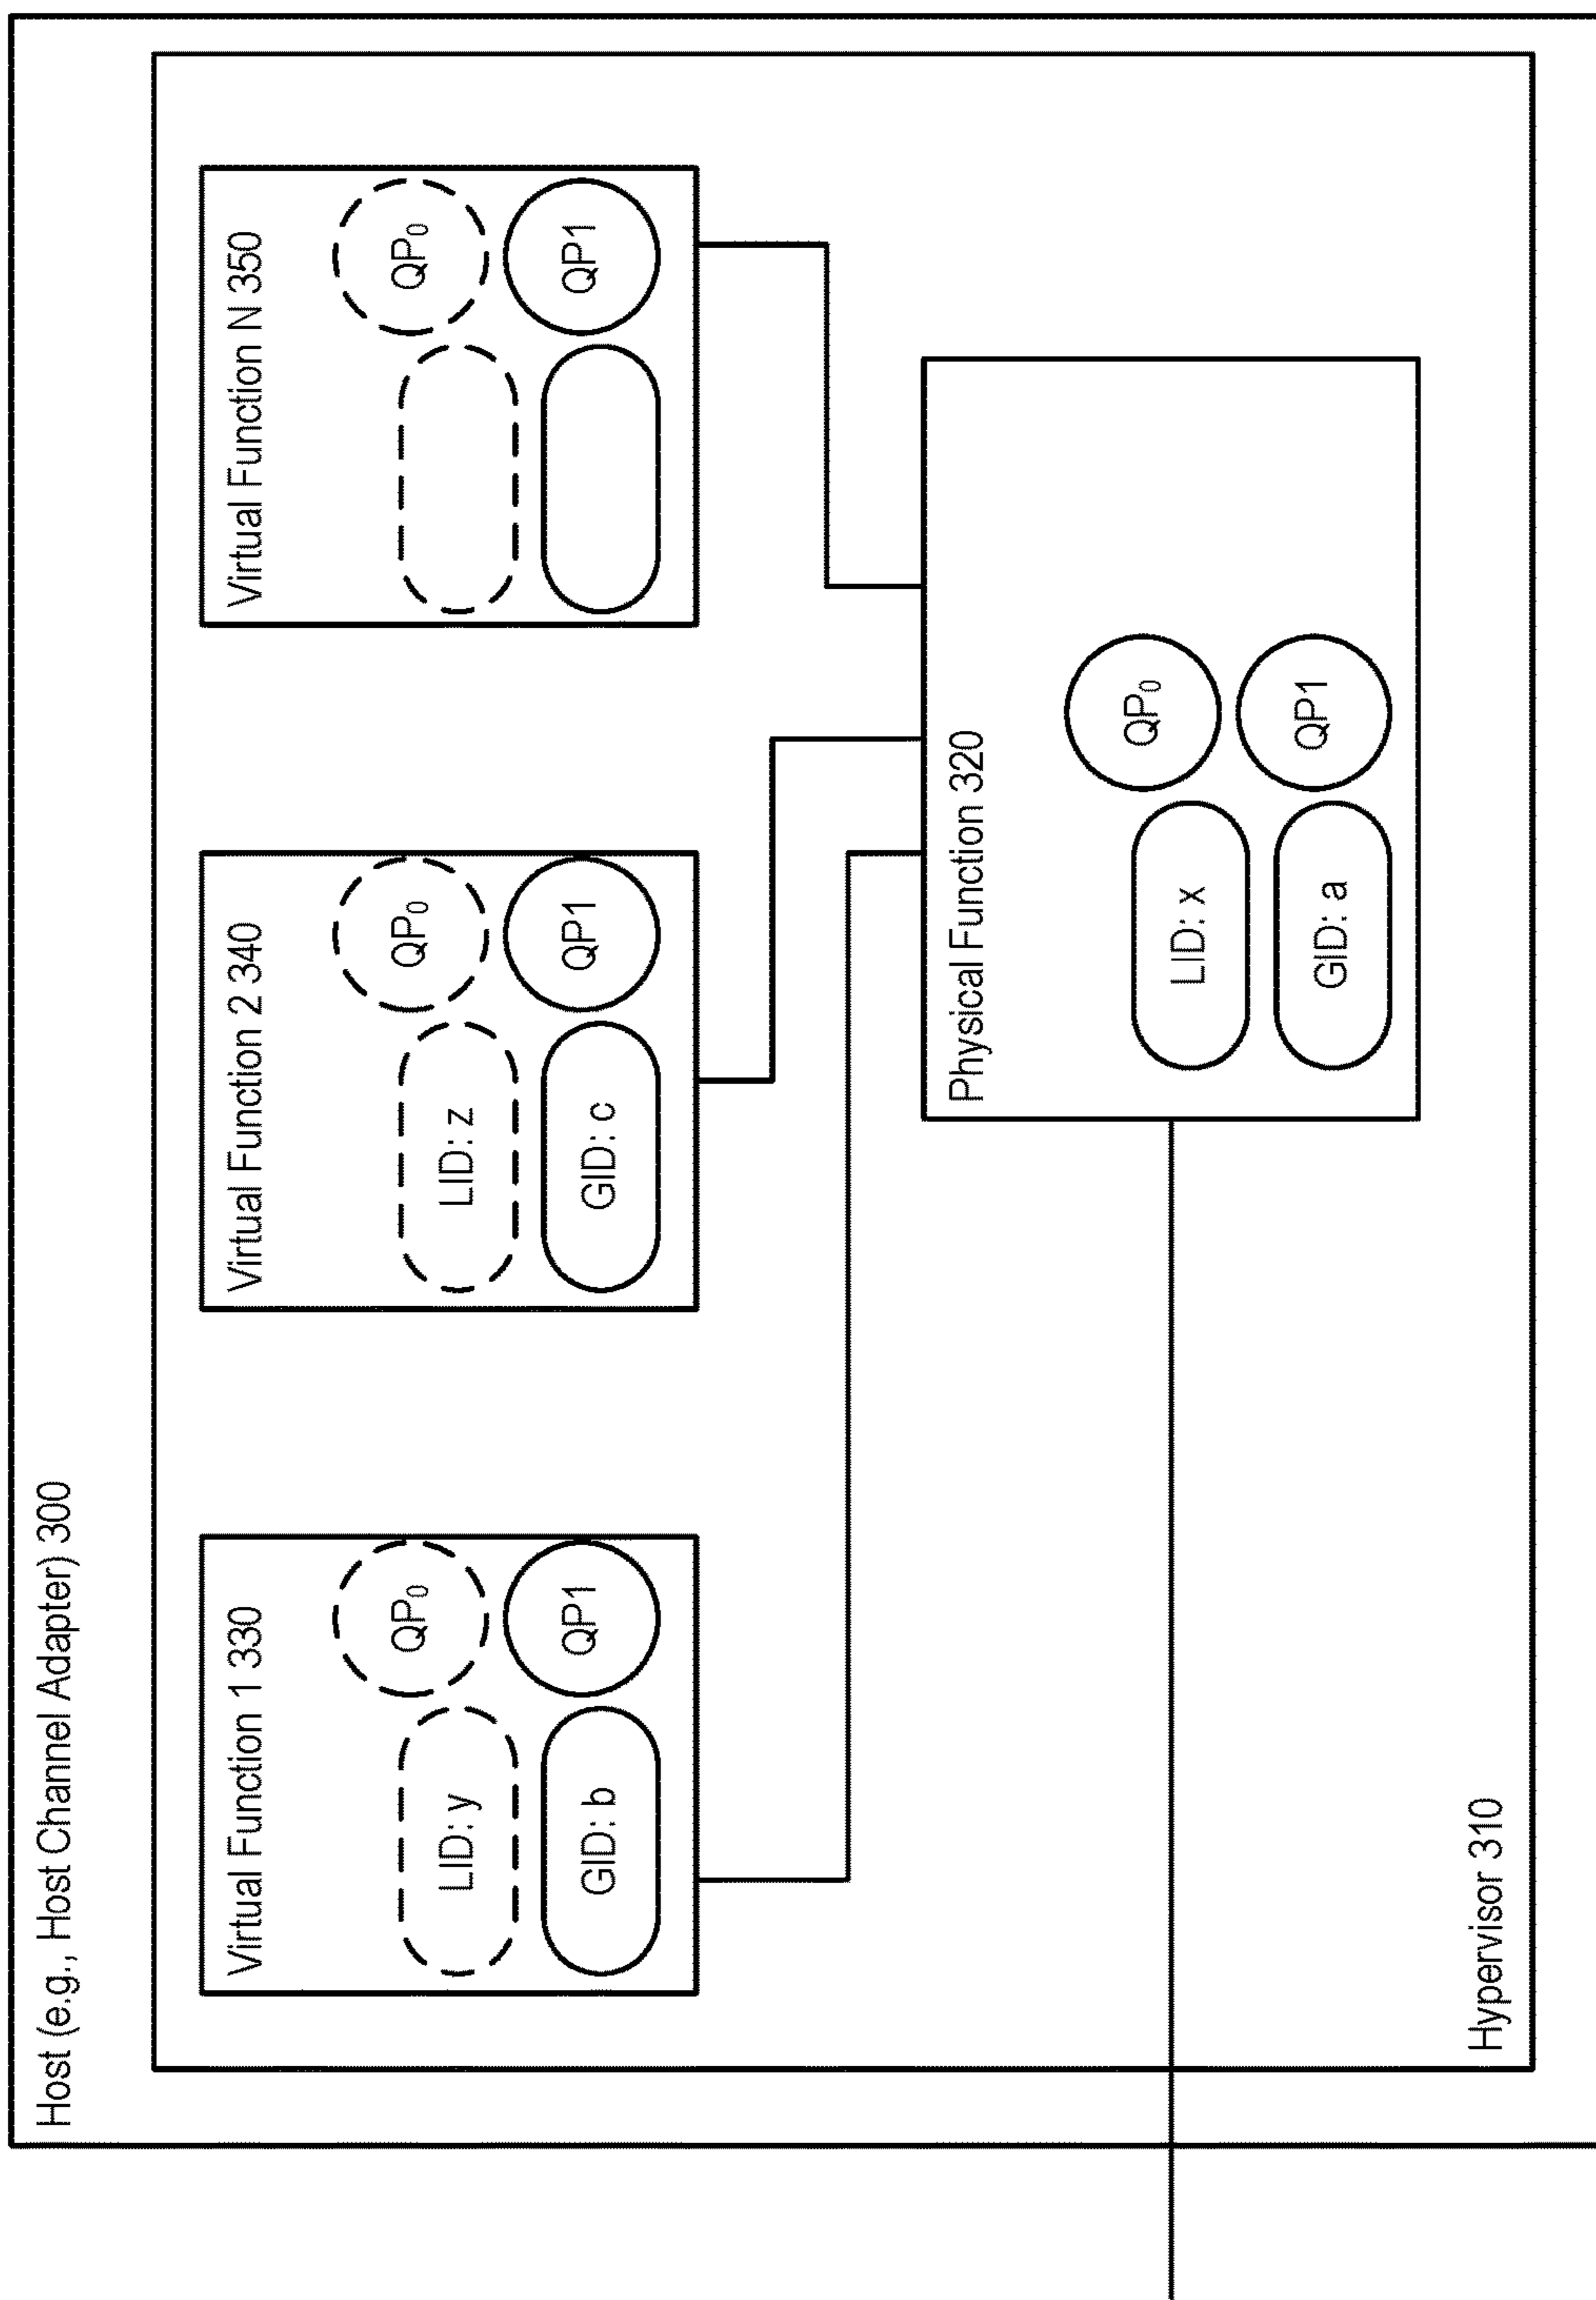 Host (e.g., Host Channel Adapter) 300
Virtual Function 1 330
LID: y
QP₀
GID: b
QP1
Virtual Function 2 340
LID: z
QP₀
GID: c
QP1
Virtual Function N 350
QP₀
QP1
Physical Function 320
LID: x
QP₀
GID: a
QP1
Hypervisor 310